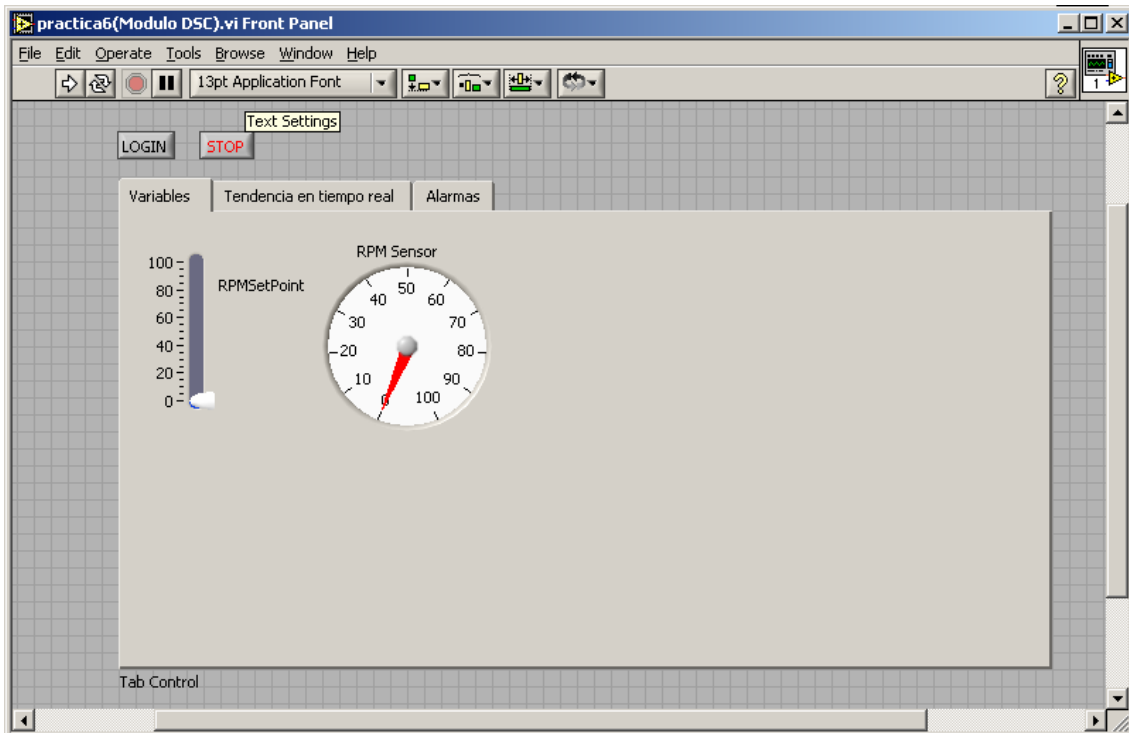 practica6(Modulo DSC).vi Front Panel
File Edit Operate Tools Browse Window Help
13pt Application Font
1
Text Settings
LOGIN STOP
Variables Tendencia en tiempo real Alarmas
RPM Sensor
100
80
60
40
20
0
RPMSetPoint
0
10
20
30
40
50
60
70
80
90
100
Tab Control